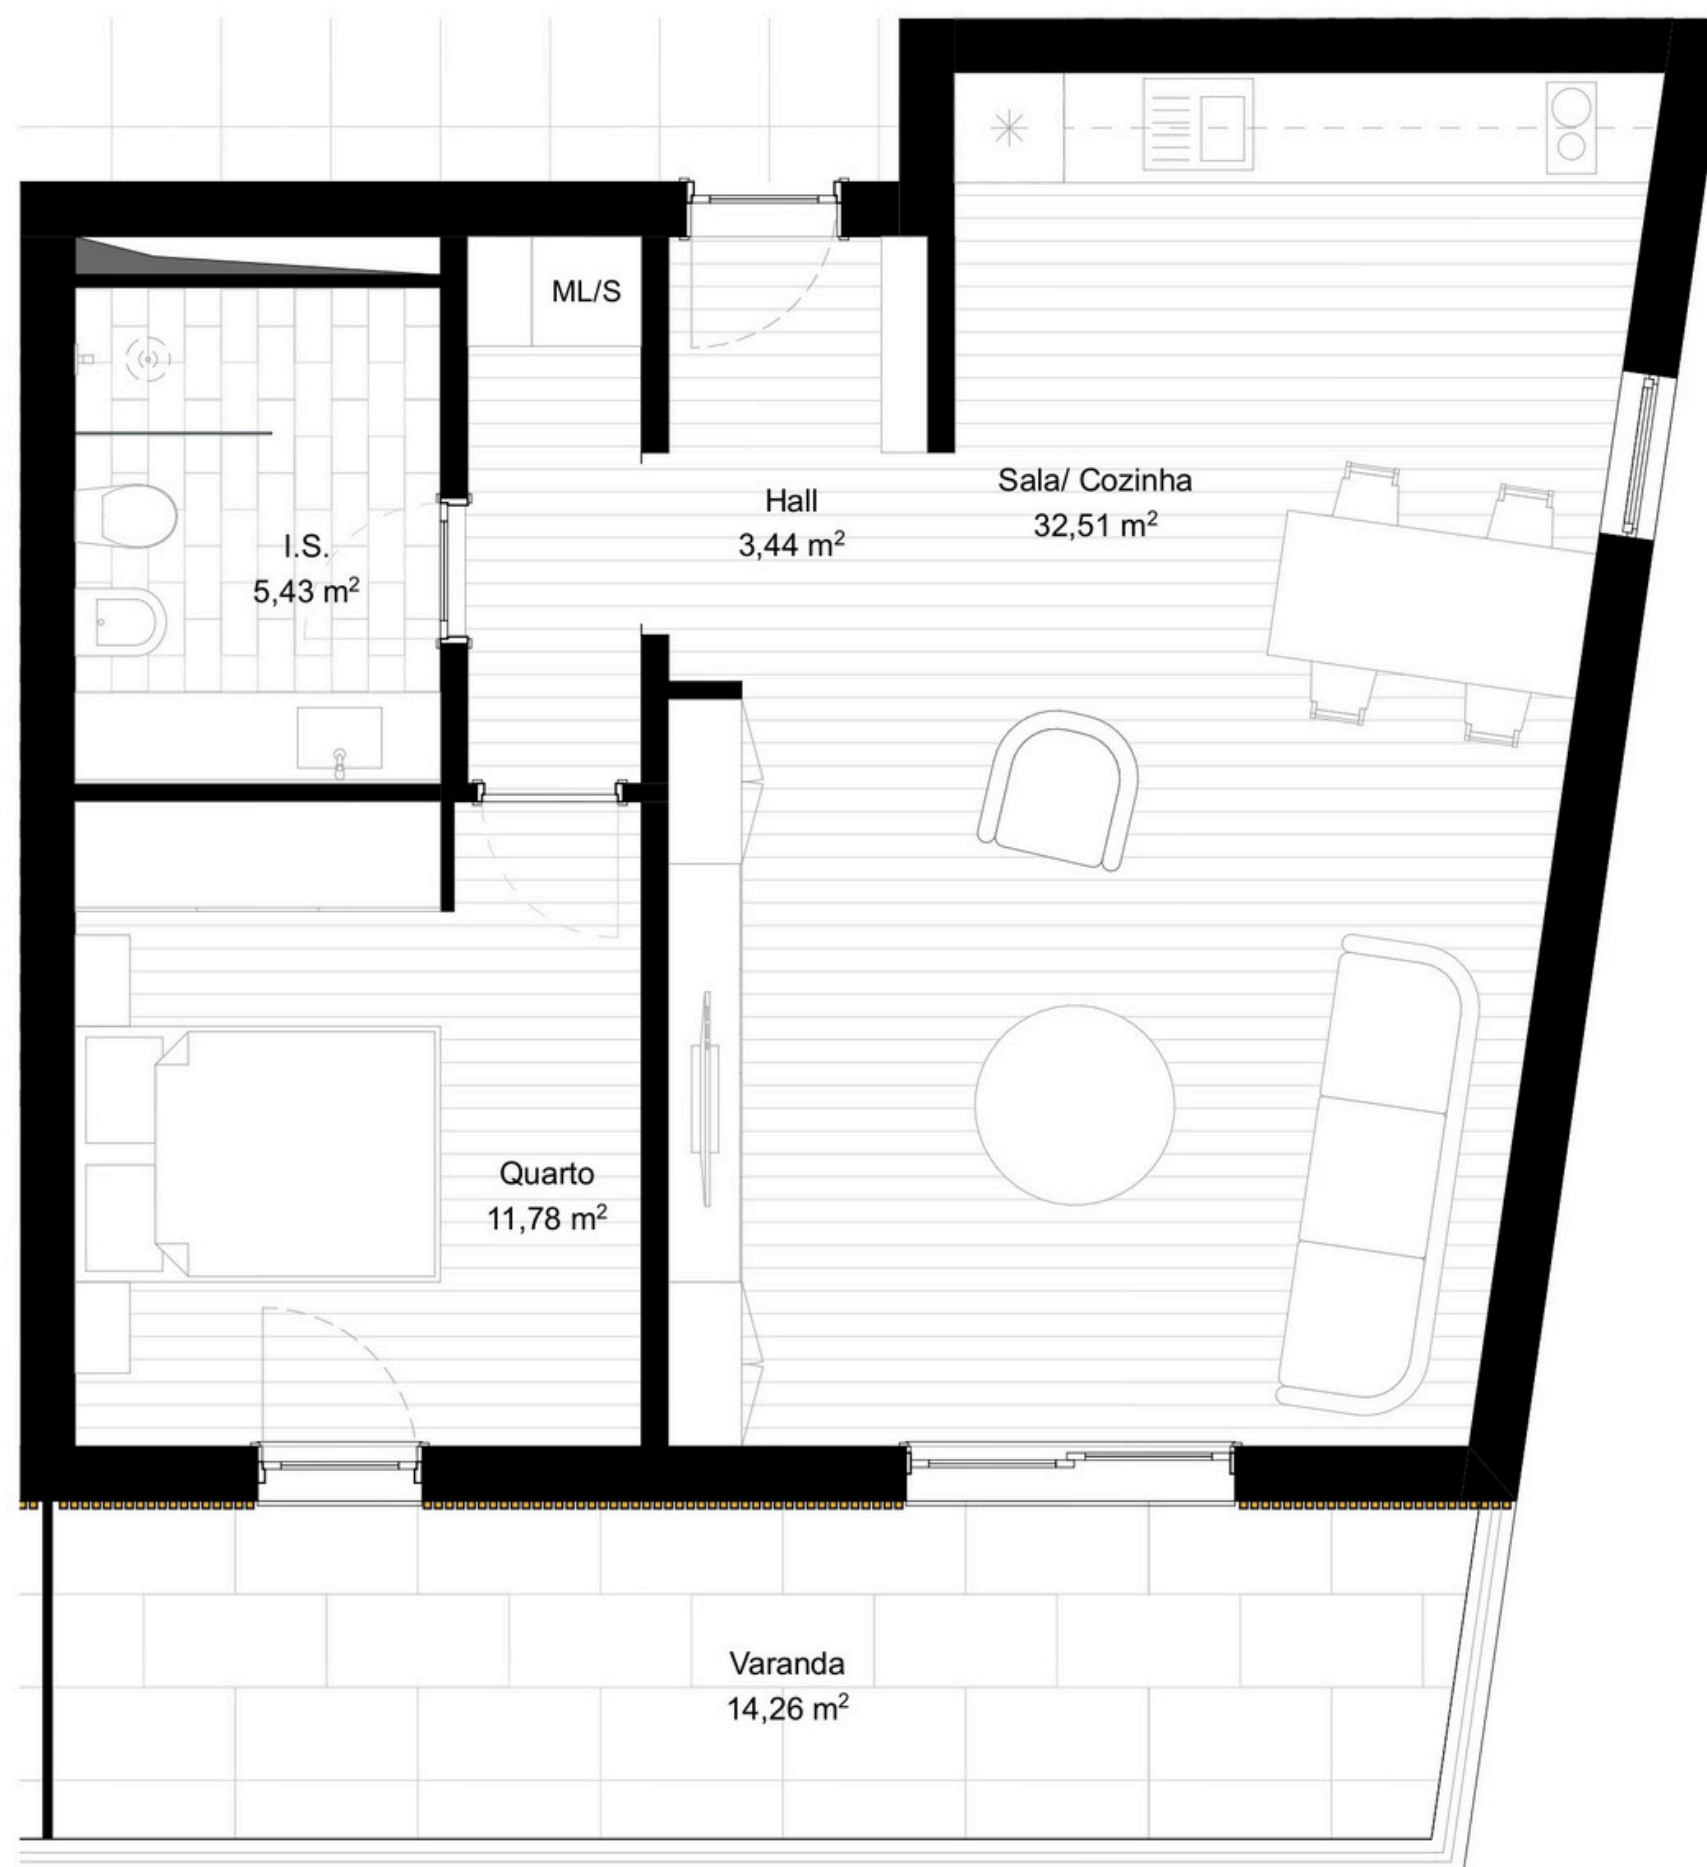 ML/S
Sala/ Cozinha
32,51 m²
Hall
3,44 m²
I.S.
5,43 m²
Quarto
11,78 m²
Varanda
14,26 m²